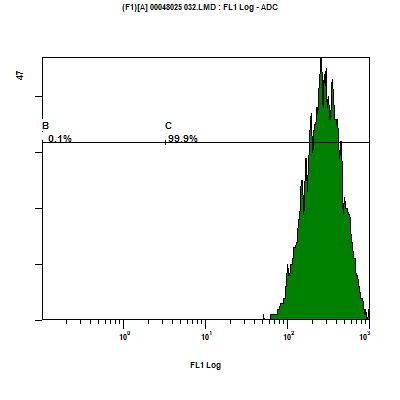 (F1)[A] 00048025 032.LMD : FL1 Log - ADC
47
B C
0.1% 99.9%
10⁰ 10¹ 10² 10³
FL1 Log